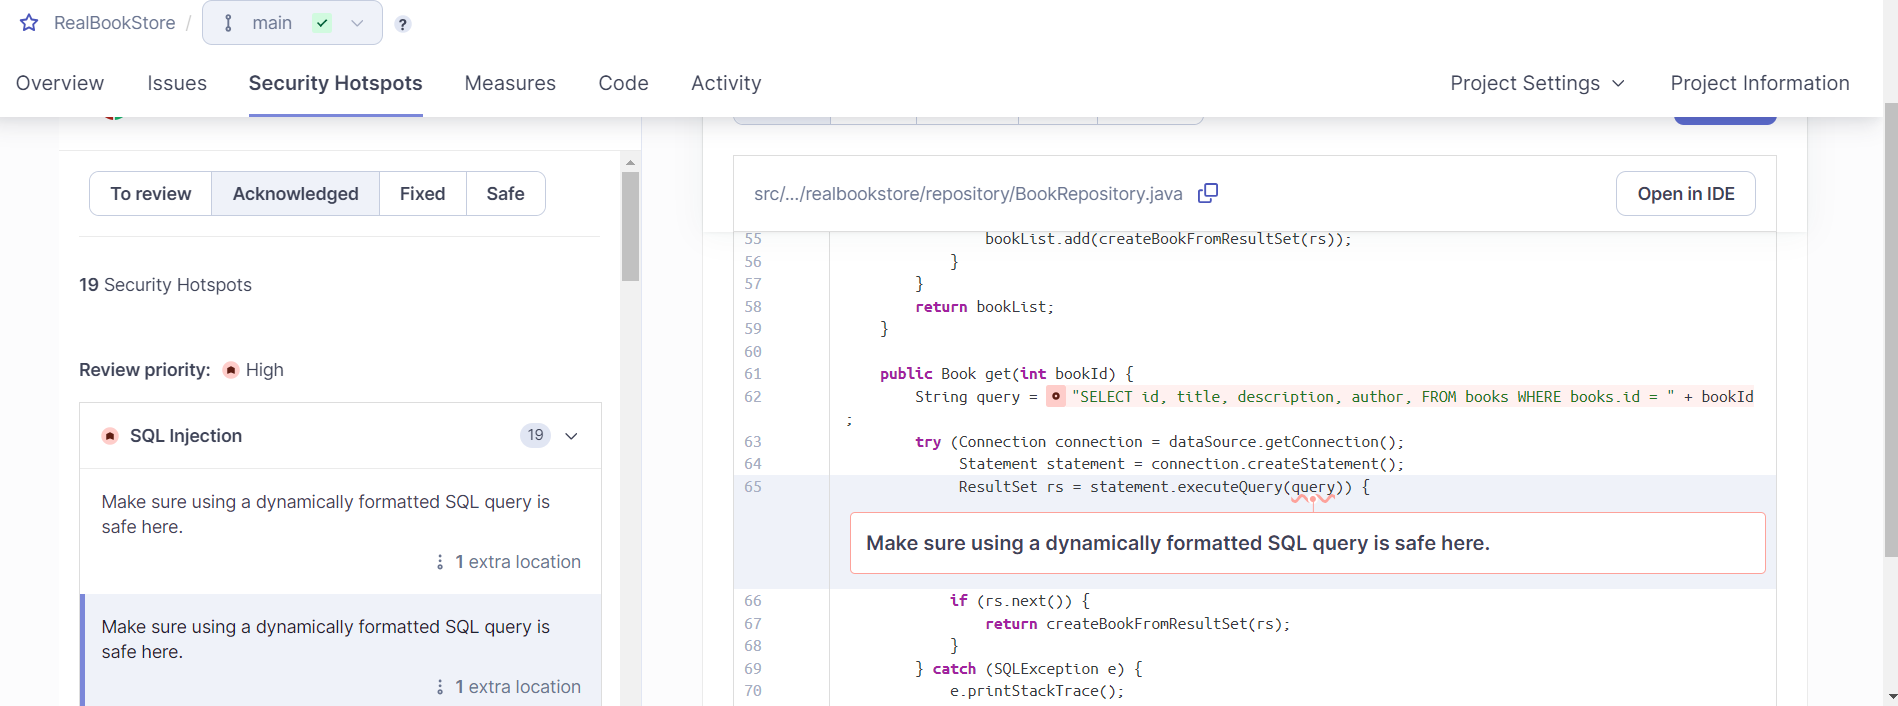 RealBookStore / main ?
Overview Issues Security Hotspots Measures Code Activity Project Settings Project Information
To review Acknowledged Fixed Safe
19 Security Hotspots
Review priority: High
SQL Injection 19
Make sure using a dynamically formatted SQL query is
safe here.
1 extra location
Make sure using a dynamically formatted SQL query is
safe here.
1 extra location
src/.../realbookstore/repository/BookRepository.java Open in IDE
55 bookList.add(createBookFromResultSet(rs));
56 }
57 }
58 return bookList;
59 }
60
61 public Book get(int bookId) {
62 String query = "SELECT id, title, description, author, FROM books WHERE books.id = " + bookId
;
63 try (Connection connection = dataSource.getConnection();
64 Statement statement = connection.createStatement();
65 ResultSet rs = statement.executeQuery(query)) {
Make sure using a dynamically formatted SQL query is safe here.
66 if (rs.next()) {
67 return createBookFromResultSet(rs);
68 }
69 } catch (SQLException e) {
70 e.printStackTrace();